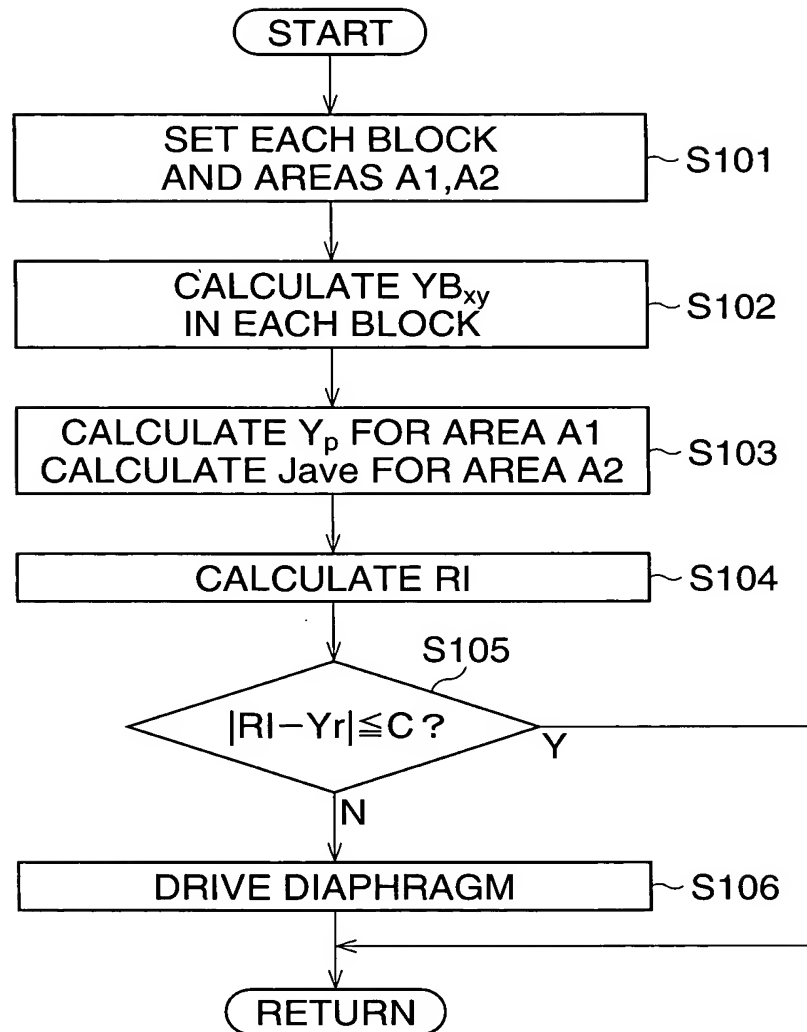 START
SET EACH BLOCK
AND AREAS A1,A2
S101
CALCULATE YBxy
IN EACH BLOCK
S102
CALCULATE Yp FOR AREA A1
CALCULATE Jave FOR AREA A2
S103
CALCULATE RI
S104
S105
|RI−Yr|≦C ?
Y
N
DRIVE DIAPHRAGM
S106
RETURN